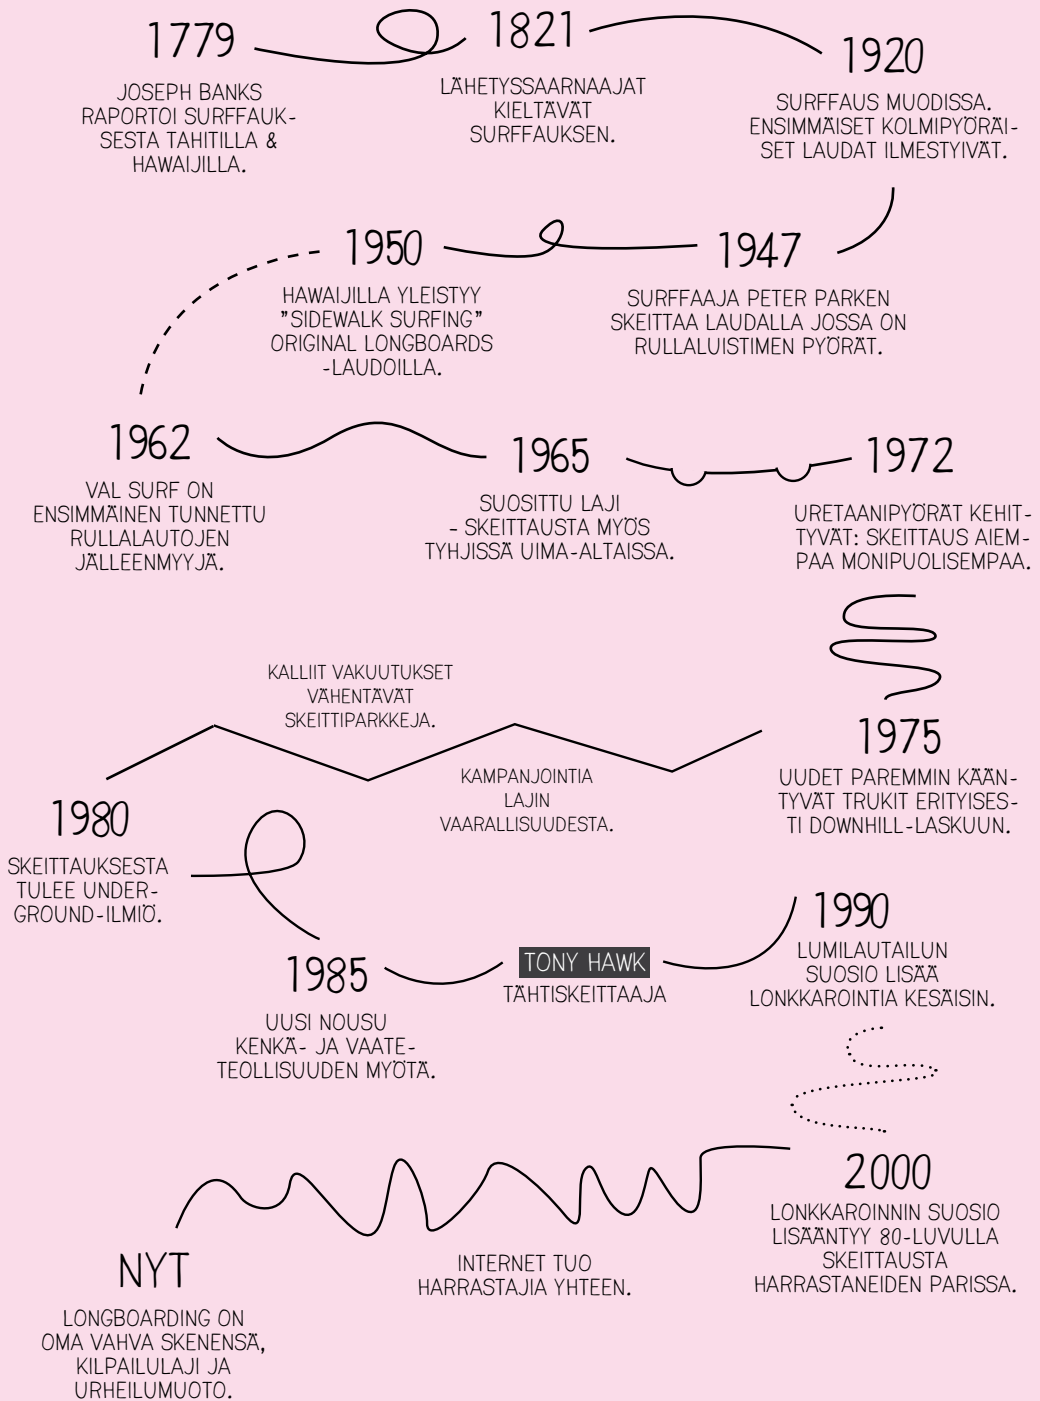 1779
JOSEPH BANKS
RAPORTOI SURFFAUK-
SESTA TAHITILLA &
HAWAIJILLA.
1821
LÄHETYSSAARNAAJAT
KIELTÄVÄT
SURFFAUKSEN.
1920
SURFFAUS MUODISSA.
ENSIMMÄISET KOLMIPYÖRÄI-
SET LAUDAT ILMESTYIVÄT.
1947
SURFFAAJA PETER PARKEN
SKEITTAA LAUDALLA JOSSA ON
RULLALUISTIMEN PYÖRÄT.
1950
HAWAIJILLA YLEISTYY
"SIDEWALK SURFING"
ORIGINAL LONGBOARDS
-LAUDOILLA.
1962
VAL SURF ON
ENSIMMÄINEN TUNNETTU
RULLALAUTOJEN
JÄLLEENMYYJÄ.
1965
SUOSITTU LAJI
- SKEITTAUSTA MYÖS
TYHJISSÄ UIMA-ALTAISSA.
1972
URETAANIPYÖRÄT KEHIT-
TYVÄT: SKEITTAUS AIEM-
PAA MONIPUOLISEMPAA.
1975
UUDET PAREMMIN KÄÄN-
TYVÄT TRUKIT ERITYISES-
TI DOWNHILL-LASKUUN.
KAMPANJOINTIA
LAJIN
VAARALLISUUDESTA.
KALLIIT VAKUUTUKSET
VÄHENTÄVÄT
SKEITTIPARKKEJA.
1980
SKEITTAUKSESTA
TULEE UNDER-
GROUND-ILMIÖ.
1985
UUSI NOUSU
KENKÄ- JA VAATE-
TEOLLISUUDEN MYÖTÄ.
TONY HAWK
TÄHTISKEITTAAJA
1990
LUMILAUTAILUN
SUOSIO LISÄÄ
LONKKAROINTIA KESÄISIN.
2000
LONKKAROINNIN SUOSIO
LISÄÄNTYY 80-LUVULLA
SKEITTAUSTA
HARRASTANEIDEN PARISSA.
INTERNET TUO
HARRASTAJIA YHTEEN.
NYT
LONGBOARDING ON
OMA VAHVA SKENENSÄ,
KILPAILULAJI JA
URHEILUMUOTO.